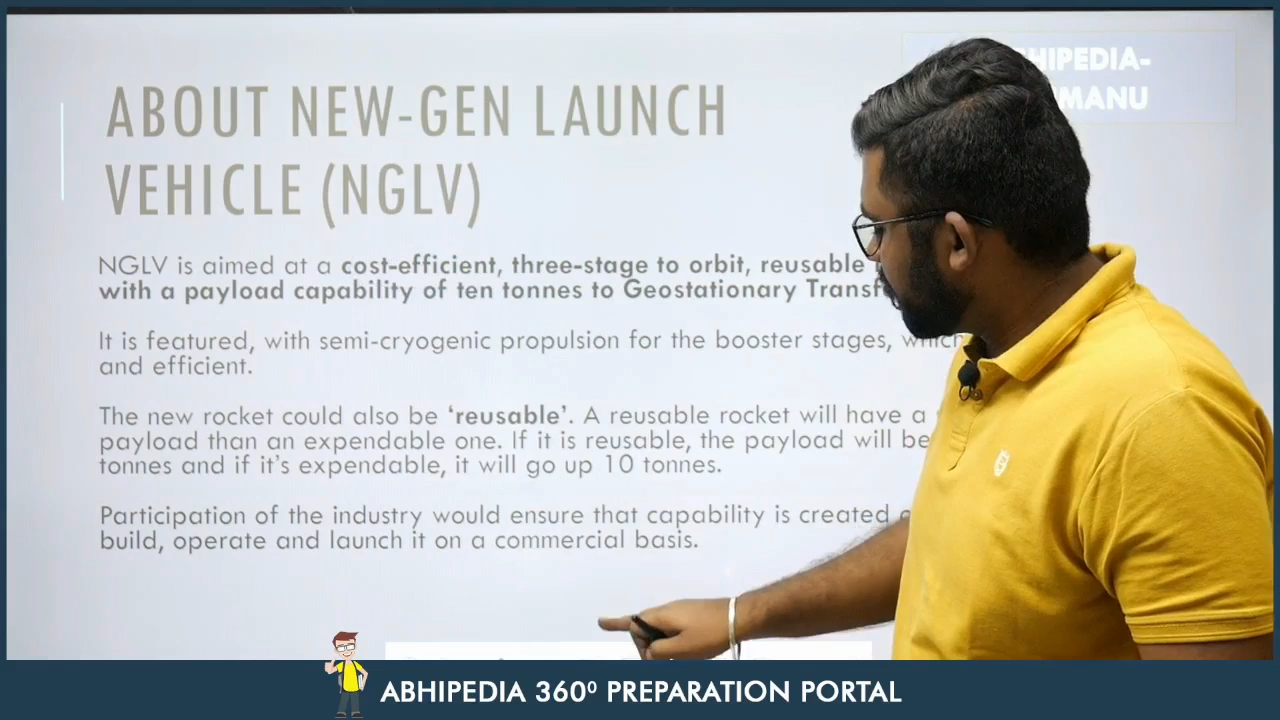 HIPEDIA-
MANU
ABOUT NEW-GEN LAUNCH
VEHICLE (NGLV)
NGLV is aimed at a cost-efficient, three-stage to orbit, reusable
with a payload capability of ten tonnes to Geostationary Transf
It is featured, with semi-cryogenic propulsion for the booster stages, which
and efficient.
The new rocket could also be ‘reusable’. A reusable rocket will have a
payload than an expendable one. If it is reusable, the payload will be
tonnes and if it's expendable, it will go up 10 tonnes.
Participation of the industry would ensure that capability is created
build, operate and launch it on a commercial basis.
ABHIPEDIA 360⁰ PREPARATION PORTAL